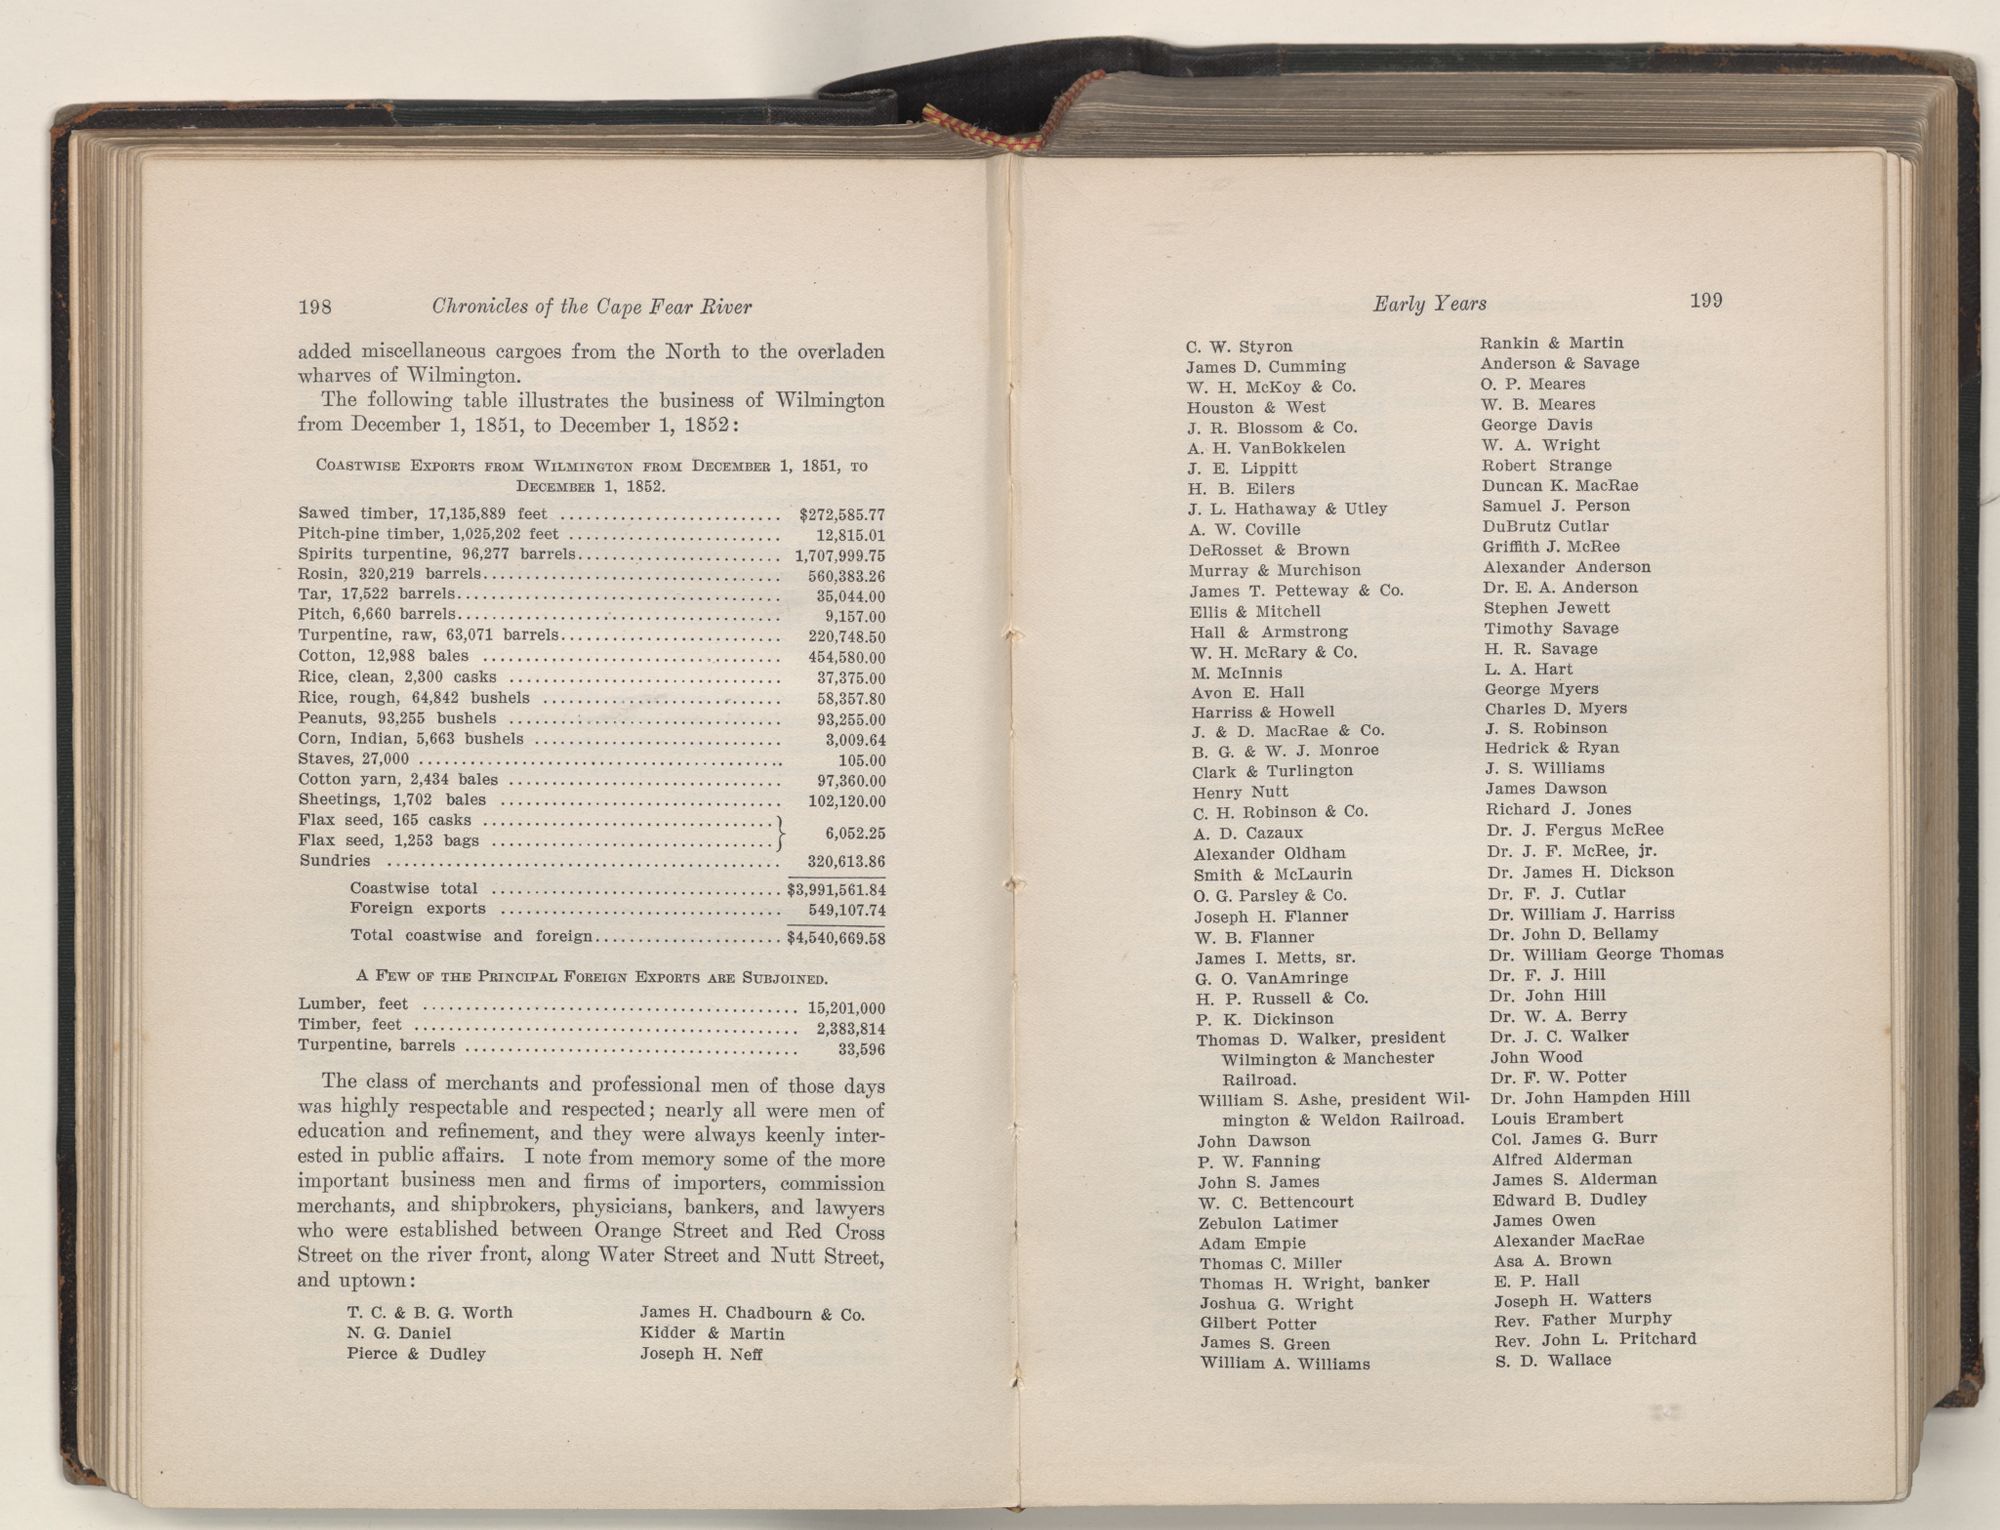 198 Chronicles of the Cape Fear River
added miscellaneous cargoes from the North to the overladen
wharves of Wilmington.
The following table illustrates the business of Wilmington
from December 1, 1851, to December 1, 1852:
Coastwise Exports from Wilmington from December 1, 1851, to
December 1, 1852.
Sawed timber, 17,135,889 feet .......................... $272,585.77
Pitch-pine timber, 1,025,202 feet ......................... 12,815.01
Spirits turpentine, 96,277 barrels........................ 1,707,999.75
Rosin, 320,219 barrels................................... 560,383.26
Tar, 17,522 barrels...................................... 35,044.00
Pitch, 6,660 barrels...................................... 9,157.00
Turpentine, raw, 63,071 barrels.......................... 220,748.50
Cotton, 12,988 bales ................................... 454,580.00
Rice, clean, 2,300 casks ................................ 37,375.00
Rice, rough, 64,842 bushels ............................ 58,357.80
Peanuts, 93,255 bushels ................................ 93,255.00
Corn, Indian, 5,663 bushels ............................. 3,009.64
Staves, 27,000 .......................................... 105.00
Cotton yarn, 2,434 bales ................................ 97,360.00
Sheetings, 1,702 bales ................................. 102,120.00
Flax seed, 165 casks ..................................}
Flax seed, 1,253 bags .................................} 6,052.25
Sundries .............................................. 320,613.86
Coastwise total .................................. $3,991,561.84
Foreign exports ................................. 549,107.74
Total coastwise and foreign...................... $4,540,669.58
A Few of the Principal Foreign Exports are Subjoined.
Lumber, feet ............................................ 15,201,000
Timber, feet ............................................. 2,383,814
Turpentine, barrels ....................................... 33,596
The class of merchants and professional men of those days
was highly respectable and respected; nearly all were men of
education and refinement, and they were always keenly inter-
ested in public affairs. I note from memory some of the more
important business men and firms of importers, commission
merchants, and shipbrokers, physicians, bankers, and lawyers
who were established between Orange Street and Red Cross
Street on the river front, along Water Street and Nutt Street,
and uptown:
T. C. & B. G. Worth
N. G. Daniel
Pierce & Dudley
James H. Chadbourn & Co.
Kidder & Martin
Joseph H. Neff
Early Years 199
C. W. Styron
James D. Cumming
W. H. McKoy & Co.
Houston & West
J. R. Blossom & Co.
A. H. VanBokkelen
J. E. Lippitt
H. B. Eilers
J. L. Hathaway & Utley
A. W. Coville
DeRosset & Brown
Murray & Murchison
James T. Petteway & Co.
Ellis & Mitchell
Hall & Armstrong
W. H. McRary & Co.
M. McInnis
Avon E. Hall
Harriss & Howell
J. & D. MacRae & Co.
B. G. & W. J. Monroe
Clark & Turlington
Henry Nutt
C. H. Robinson & Co.
A. D. Cazaux
Alexander Oldham
Smith & McLaurin
O. G. Parsley & Co.
Joseph H. Flanner
W. B. Flanner
James I. Metts, sr.
G. O. VanAmringe
H. P. Russell & Co.
P. K. Dickinson
Thomas D. Walker, president
Wilmington & Manchester
Railroad.
William S. Ashe, president Wil-
mington & Weldon Railroad.
John Dawson
P. W. Fanning
John S. James
W. C. Bettencourt
Zebulon Latimer
Adam Empie
Thomas C. Miller
Thomas H. Wright, banker
Joshua G. Wright
Gilbert Potter
James S. Green
William A. Williams
Rankin & Martin
Anderson & Savage
O. P. Meares
W. B. Meares
George Davis
W. A. Wright
Robert Strange
Duncan K. MacRae
Samuel J. Person
DuBrutz Cutlar
Griffith J. McRee
Alexander Anderson
Dr. E. A. Anderson
Stephen Jewett
Timothy Savage
H. R. Savage
L. A. Hart
George Myers
Charles D. Myers
J. S. Robinson
Hedrick & Ryan
J. S. Williams
James Dawson
Richard J. Jones
Dr. J. Fergus McRee
Dr. J. F. McRee, jr.
Dr. James H. Dickson
Dr. F. J. Cutlar
Dr. William J. Harriss
Dr. John D. Bellamy
Dr. William George Thomas
Dr. F. J. Hill
Dr. John Hill
Dr. W. A. Berry
Dr. J. C. Walker
John Wood
Dr. F. W. Potter
Dr. John Hampden Hill
Louis Erambert
Col. James G. Burr
Alfred Alderman
James S. Alderman
Edward B. Dudley
James Owen
Alexander MacRae
Asa A. Brown
E. P. Hall
Joseph H. Watters
Rev. Father Murphy
Rev. John L. Pritchard
S. D. Wallace